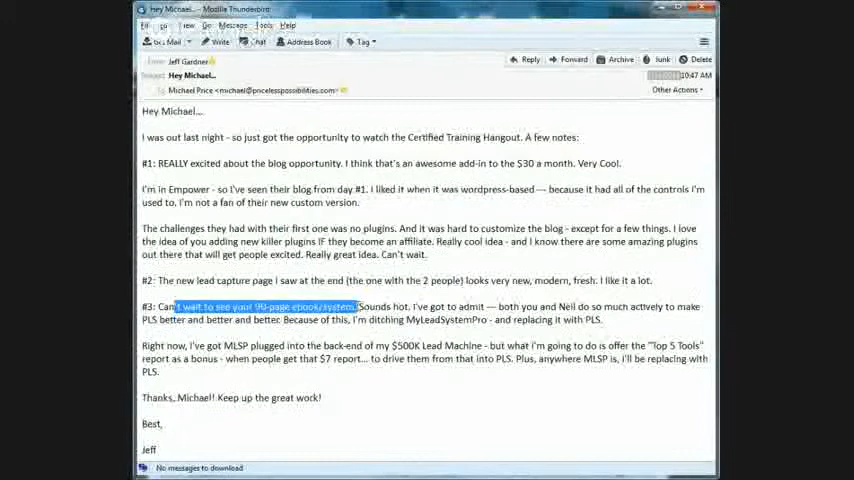 Hey Michael... - Mozilla Thunderbird
Go Message Tools Help
Get Mail Write Chat Address Book Tag
From Jeff Gardner Reply Forward Archive Junk Delete
Subject Hey Michael... 10:47 AM
To Michael Price <michael@pricelesspossibilities.com> Other Actions
Hey Michael...
I was out last night - so just got the opportunity to watch the Certified Training Hangout. A few notes:
#1: REALLY excited about the blog opportunity. I think that's an awesome add-in to the $30 a month. Very Cool.
I'm in Empower - so I've seen their blog from day #1. I liked it when it was wordpress-based --- because it had all of the controls I'm
used to. I'm not a fan of their new custom version.
The challenges they had with their first one was no plugins. And it was hard to customize the blog - except for a few things. I love
the idea of you adding new killer plugins IF they become an affiliate. Really cool idea - and I know there are some amazing plugins
out there that will get people excited. Really great idea. Can't wait.
#2: The new lead capture page I saw at the end (the one with the 2 people) looks very new, modern, fresh. I like it a lot.
#3: Can't wait to see your 90-page ebook/system. Sounds hot. I've got to admit --- both you and Neil do so much actively to make
PLS better and better and better. Because of this, I'm ditching MyLeadSystemPro - and replacing it with PLS.
Right now, I've got MLSP plugged into the back-end of my $500K Lead Machine - but what i'm going to do is offer the "Top 5 Tools"
report as a bonus - when people get that $7 report... to drive them from that into PLS. Plus, anywhere MLSP is, i'll be replacing with
PLS.
Thanks, Michael! Keep up the great work!
Best,
Jeff
No messages to download